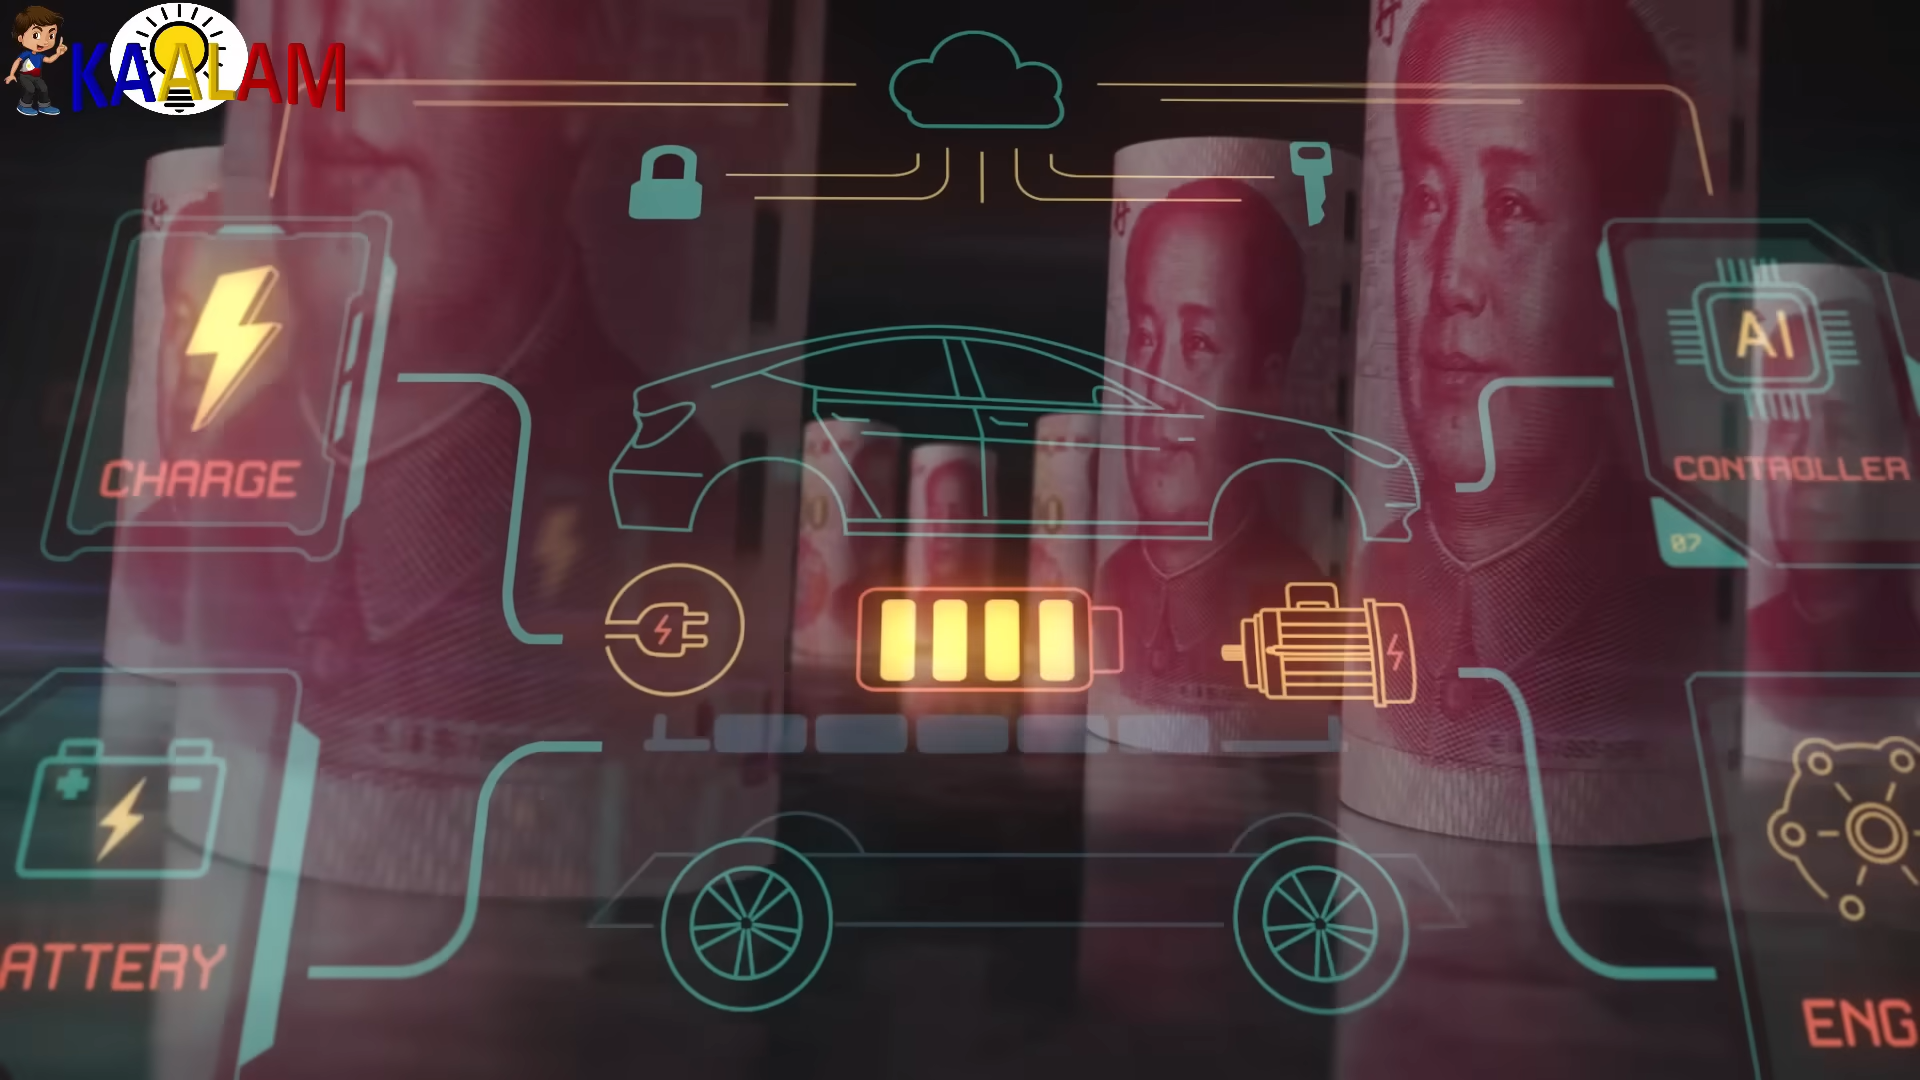 KAALAM
AI
CHARGE
CONTROLLER
07
ATTERY
ENG